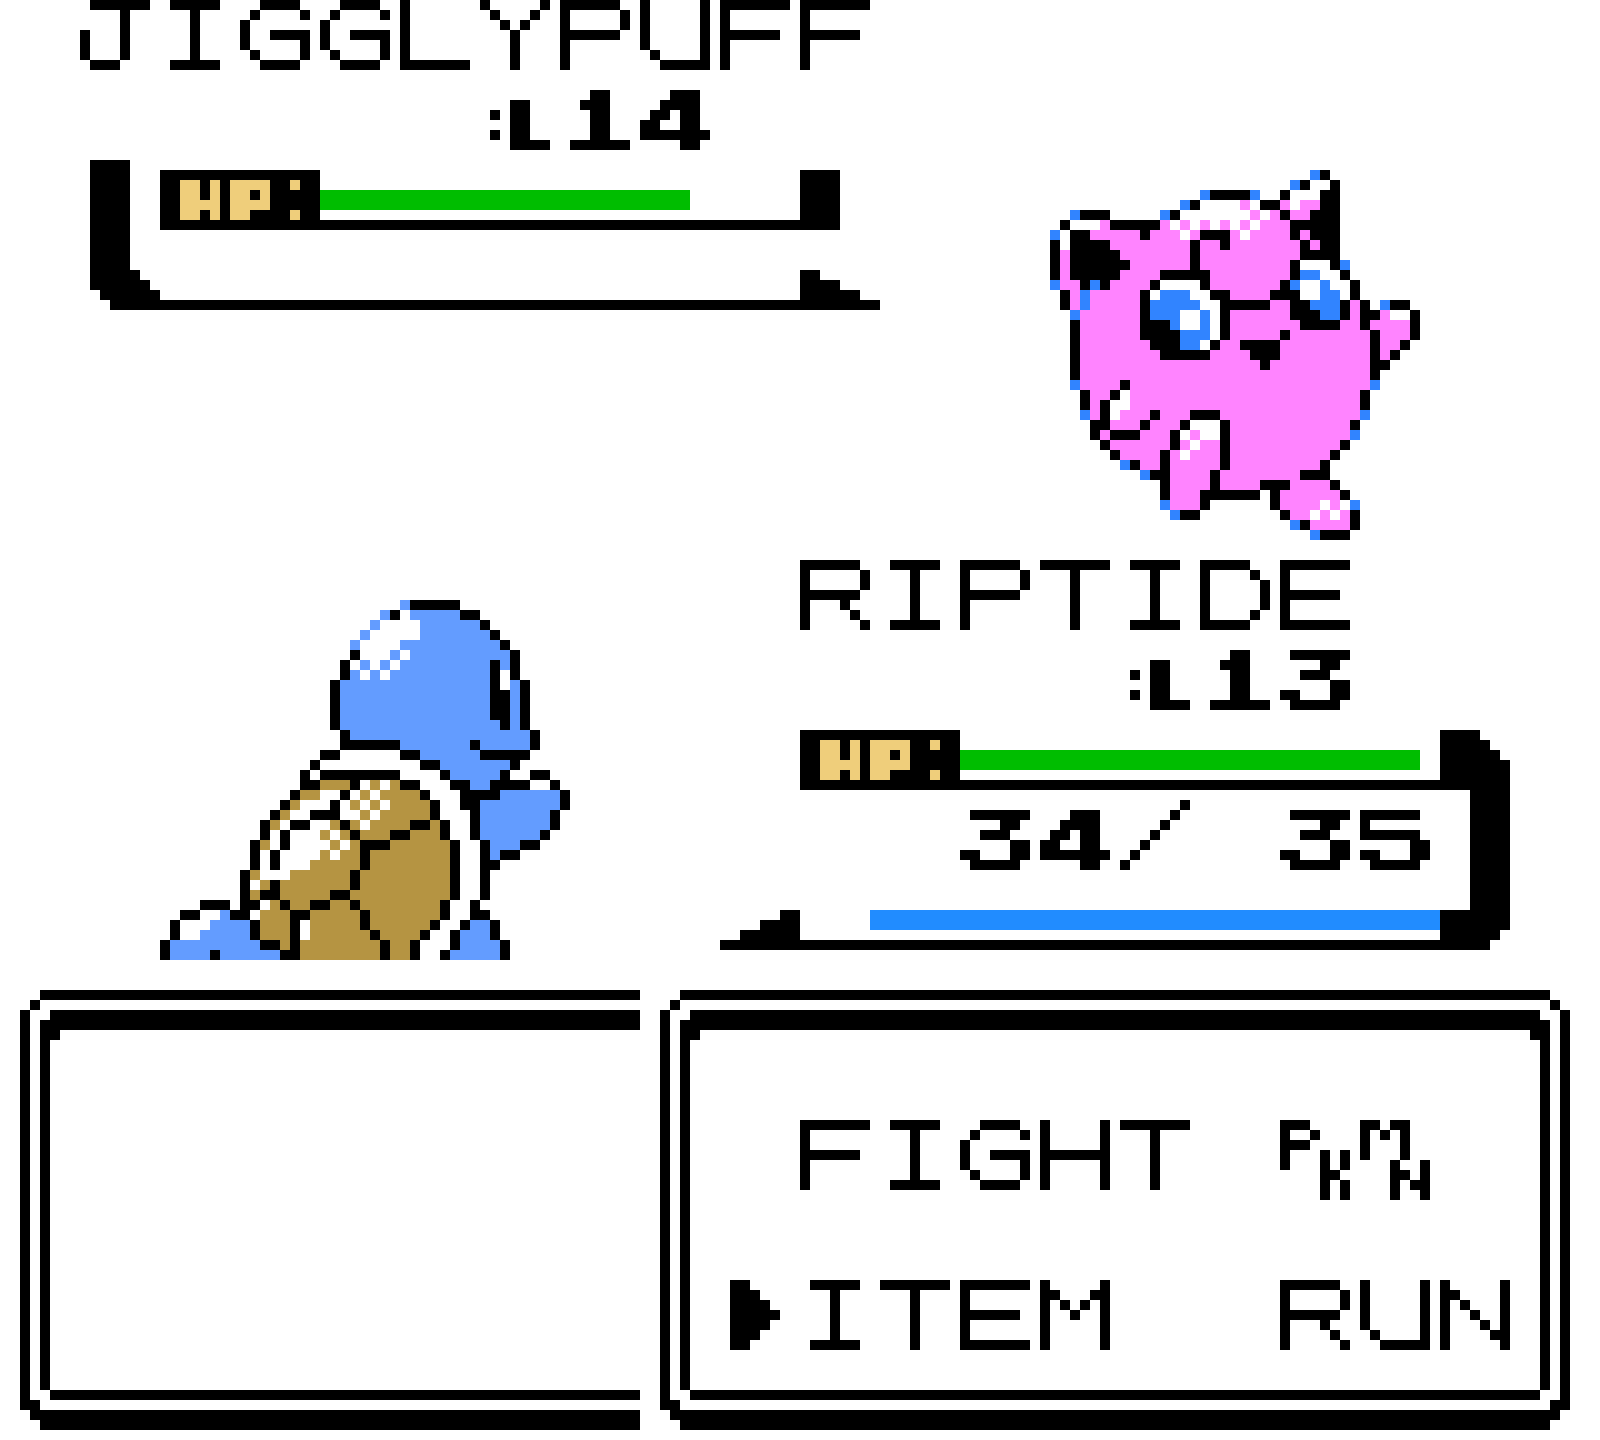 JIGGLYPUFF
:L14
HP:
RIPTIDE
:L13
HP:
34/ 35
FIGHT PKMN
▶ITEM RUN